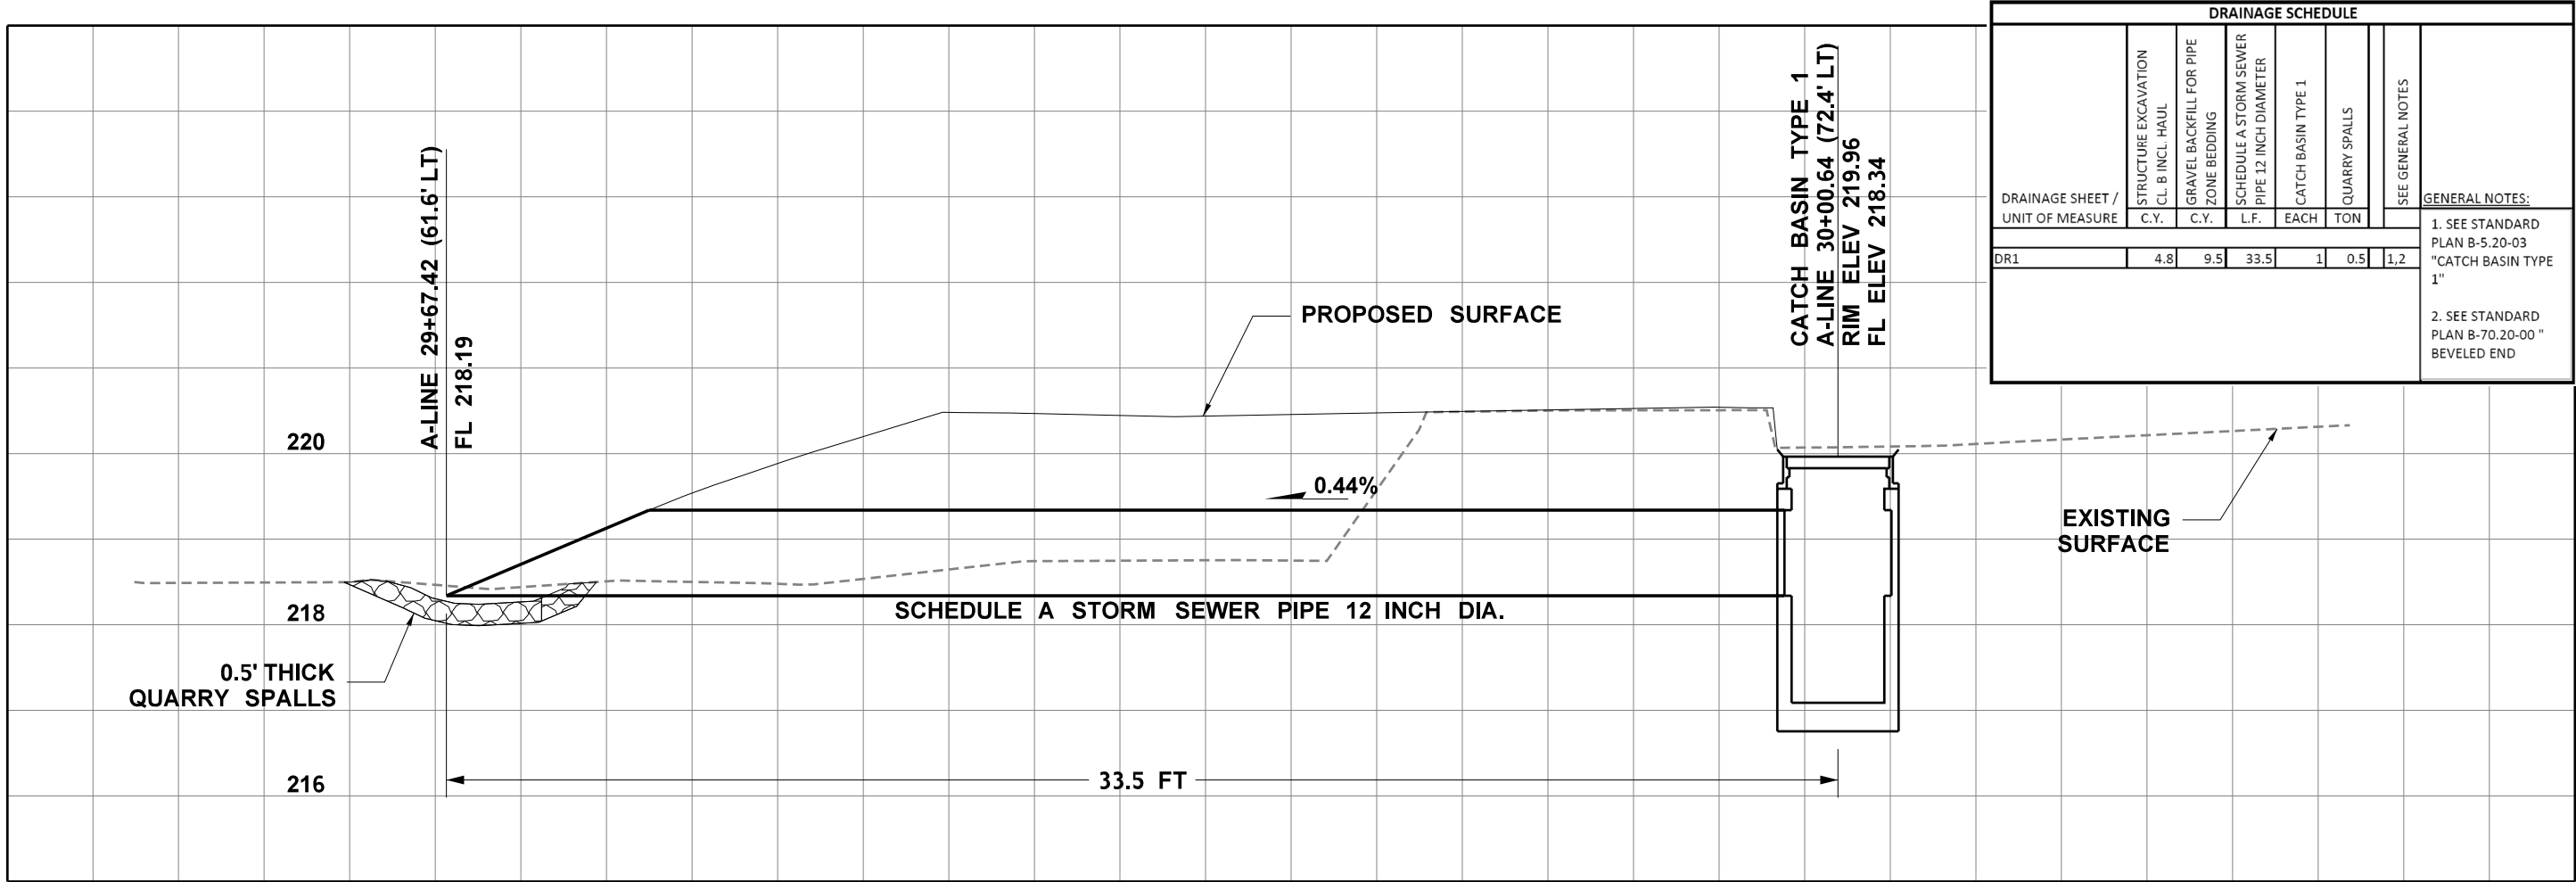 DRAINAGE SCHEDULE
DRAINAGE SHEET /
UNIT OF MEASURE
STRUCTURE EXCAVATION
CL. B INCL. HAUL
C.Y.
GRAVEL BACKFILL FOR PIPE
ZONE BEDDING
C.Y.
SCHEDULE A STORM SEWER
PIPE 12 INCH DIAMETER
L.F.
CATCH BASIN TYPE 1
EACH
QUARRY SPALLS
TON
SEE GENERAL NOTES
DR1 4.8 9.5 33.5 1 0.5 1,2
GENERAL NOTES:
1. SEE STANDARD
PLAN B-5.20-03
"CATCH BASIN TYPE
1"
2. SEE STANDARD
PLAN B-70.20-00 "
BEVELED END
A-LINE 29+67.42 (61.6' LT)
FL 218.19
CATCH BASIN TYPE 1
A-LINE 30+00.64 (72.4' LT)
RIM ELEV 219.96
FL ELEV 218.34
PROPOSED SURFACE
220
0.44%
EXISTING
SURFACE
218
SCHEDULE A STORM SEWER PIPE 12 INCH DIA.
0.5' THICK
QUARRY SPALLS
216
33.5 FT